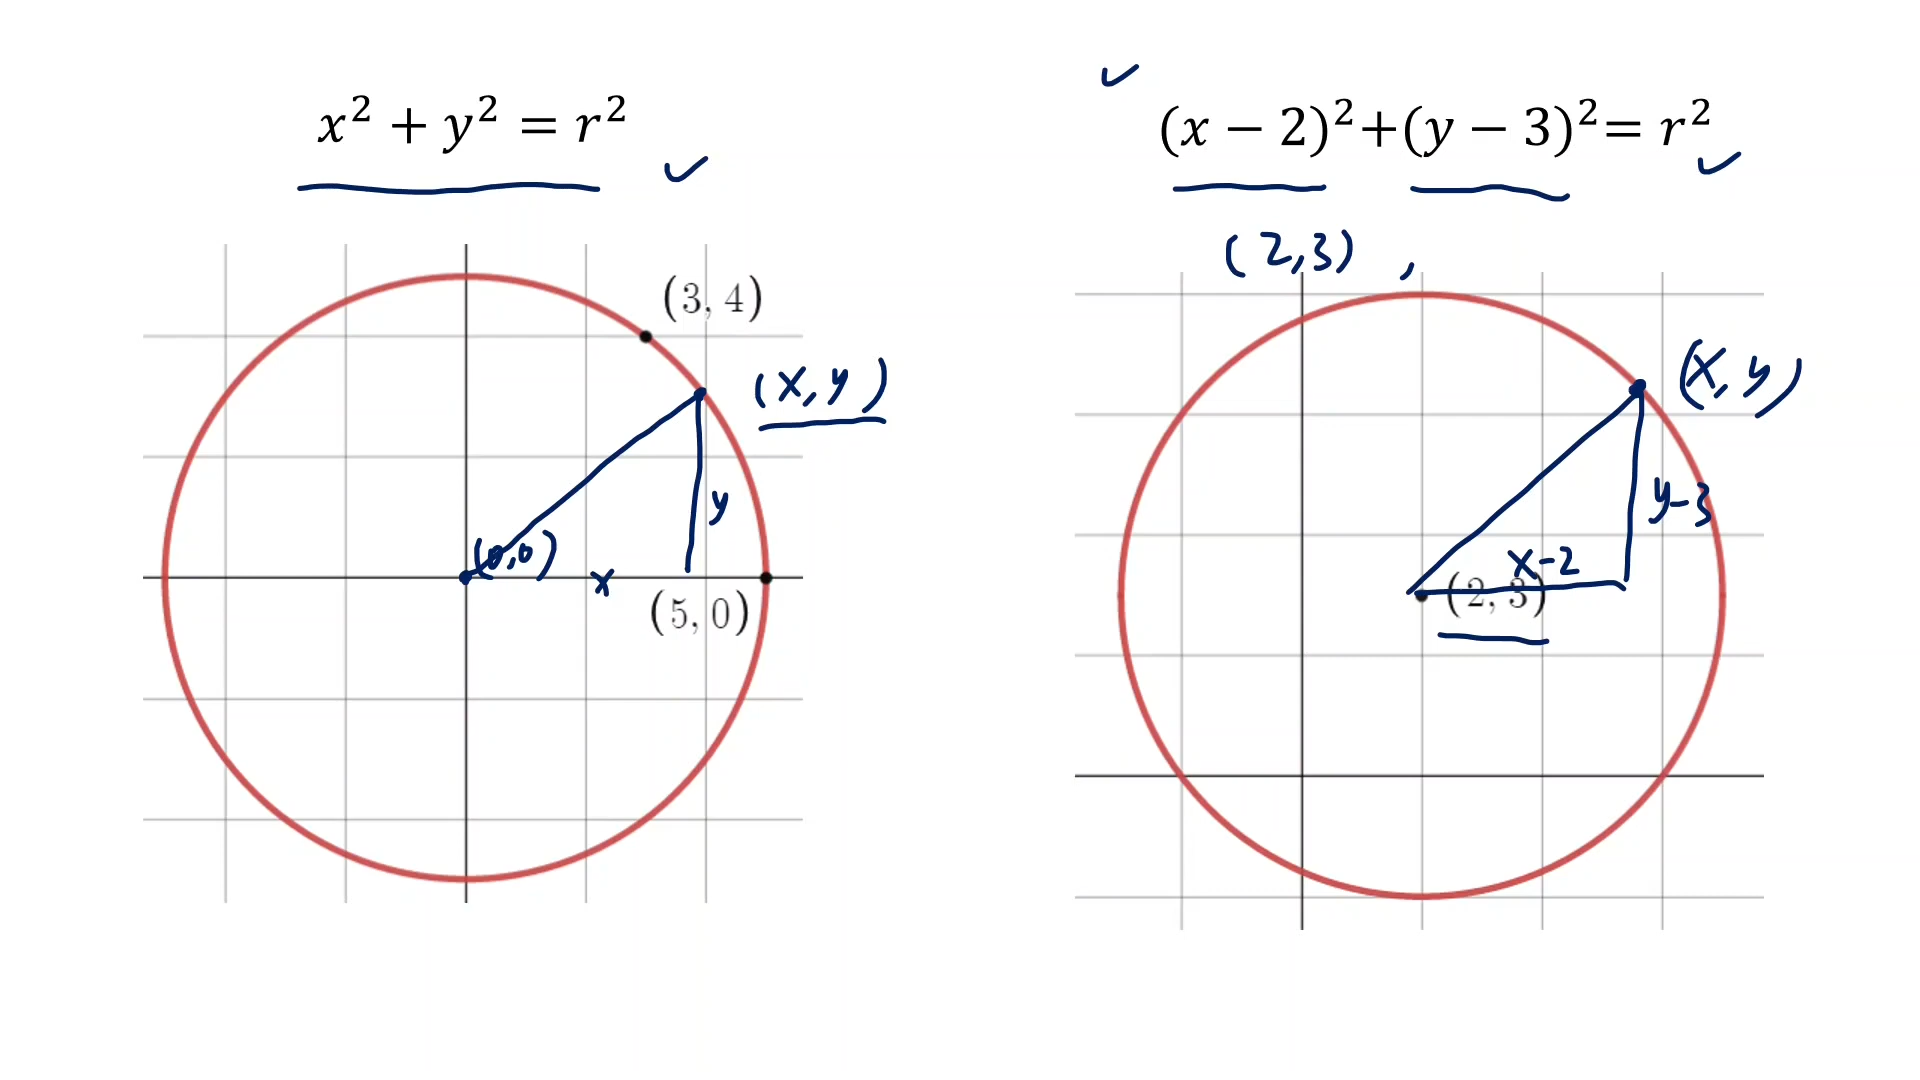 x² + y² = r²
(3, 4)
(x, y)
y
(0,0)
x
(5, 0)
(x − 2)²+(y − 3)²= r²
(2,3) ,
(x, y)
y-3
x-2
(2, 3)